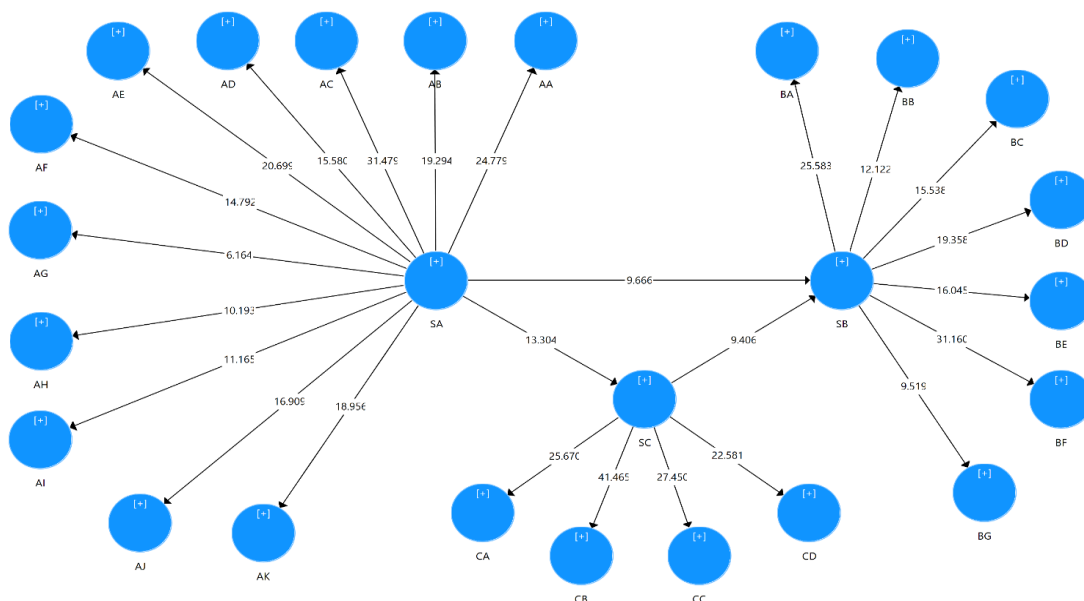 [+] [+] [+] [+] [+]
AE AD AC AB AA
[+] [+] [+]
BA BB BC
[+]
AF
20.699 15.580 31.479 19.294 24.779
25.583 12.122 15.538
14.792
[+]
AG
6.164
[+]
BD
19.358
[+] [+]
SA SB
9.666
[+]
BE
16.045
10.193
[+]
AH
11.165
13.304 9.406
31.160
[+]
BF
9.519
[+]
SC
[+]
AI
16.909 18.956
25.670 41.465 27.450 22.581
[+]
AJ
[+]
AK
[+]
CA
[+]
CB
[+]
CC
[+]
CD
[+]
BG